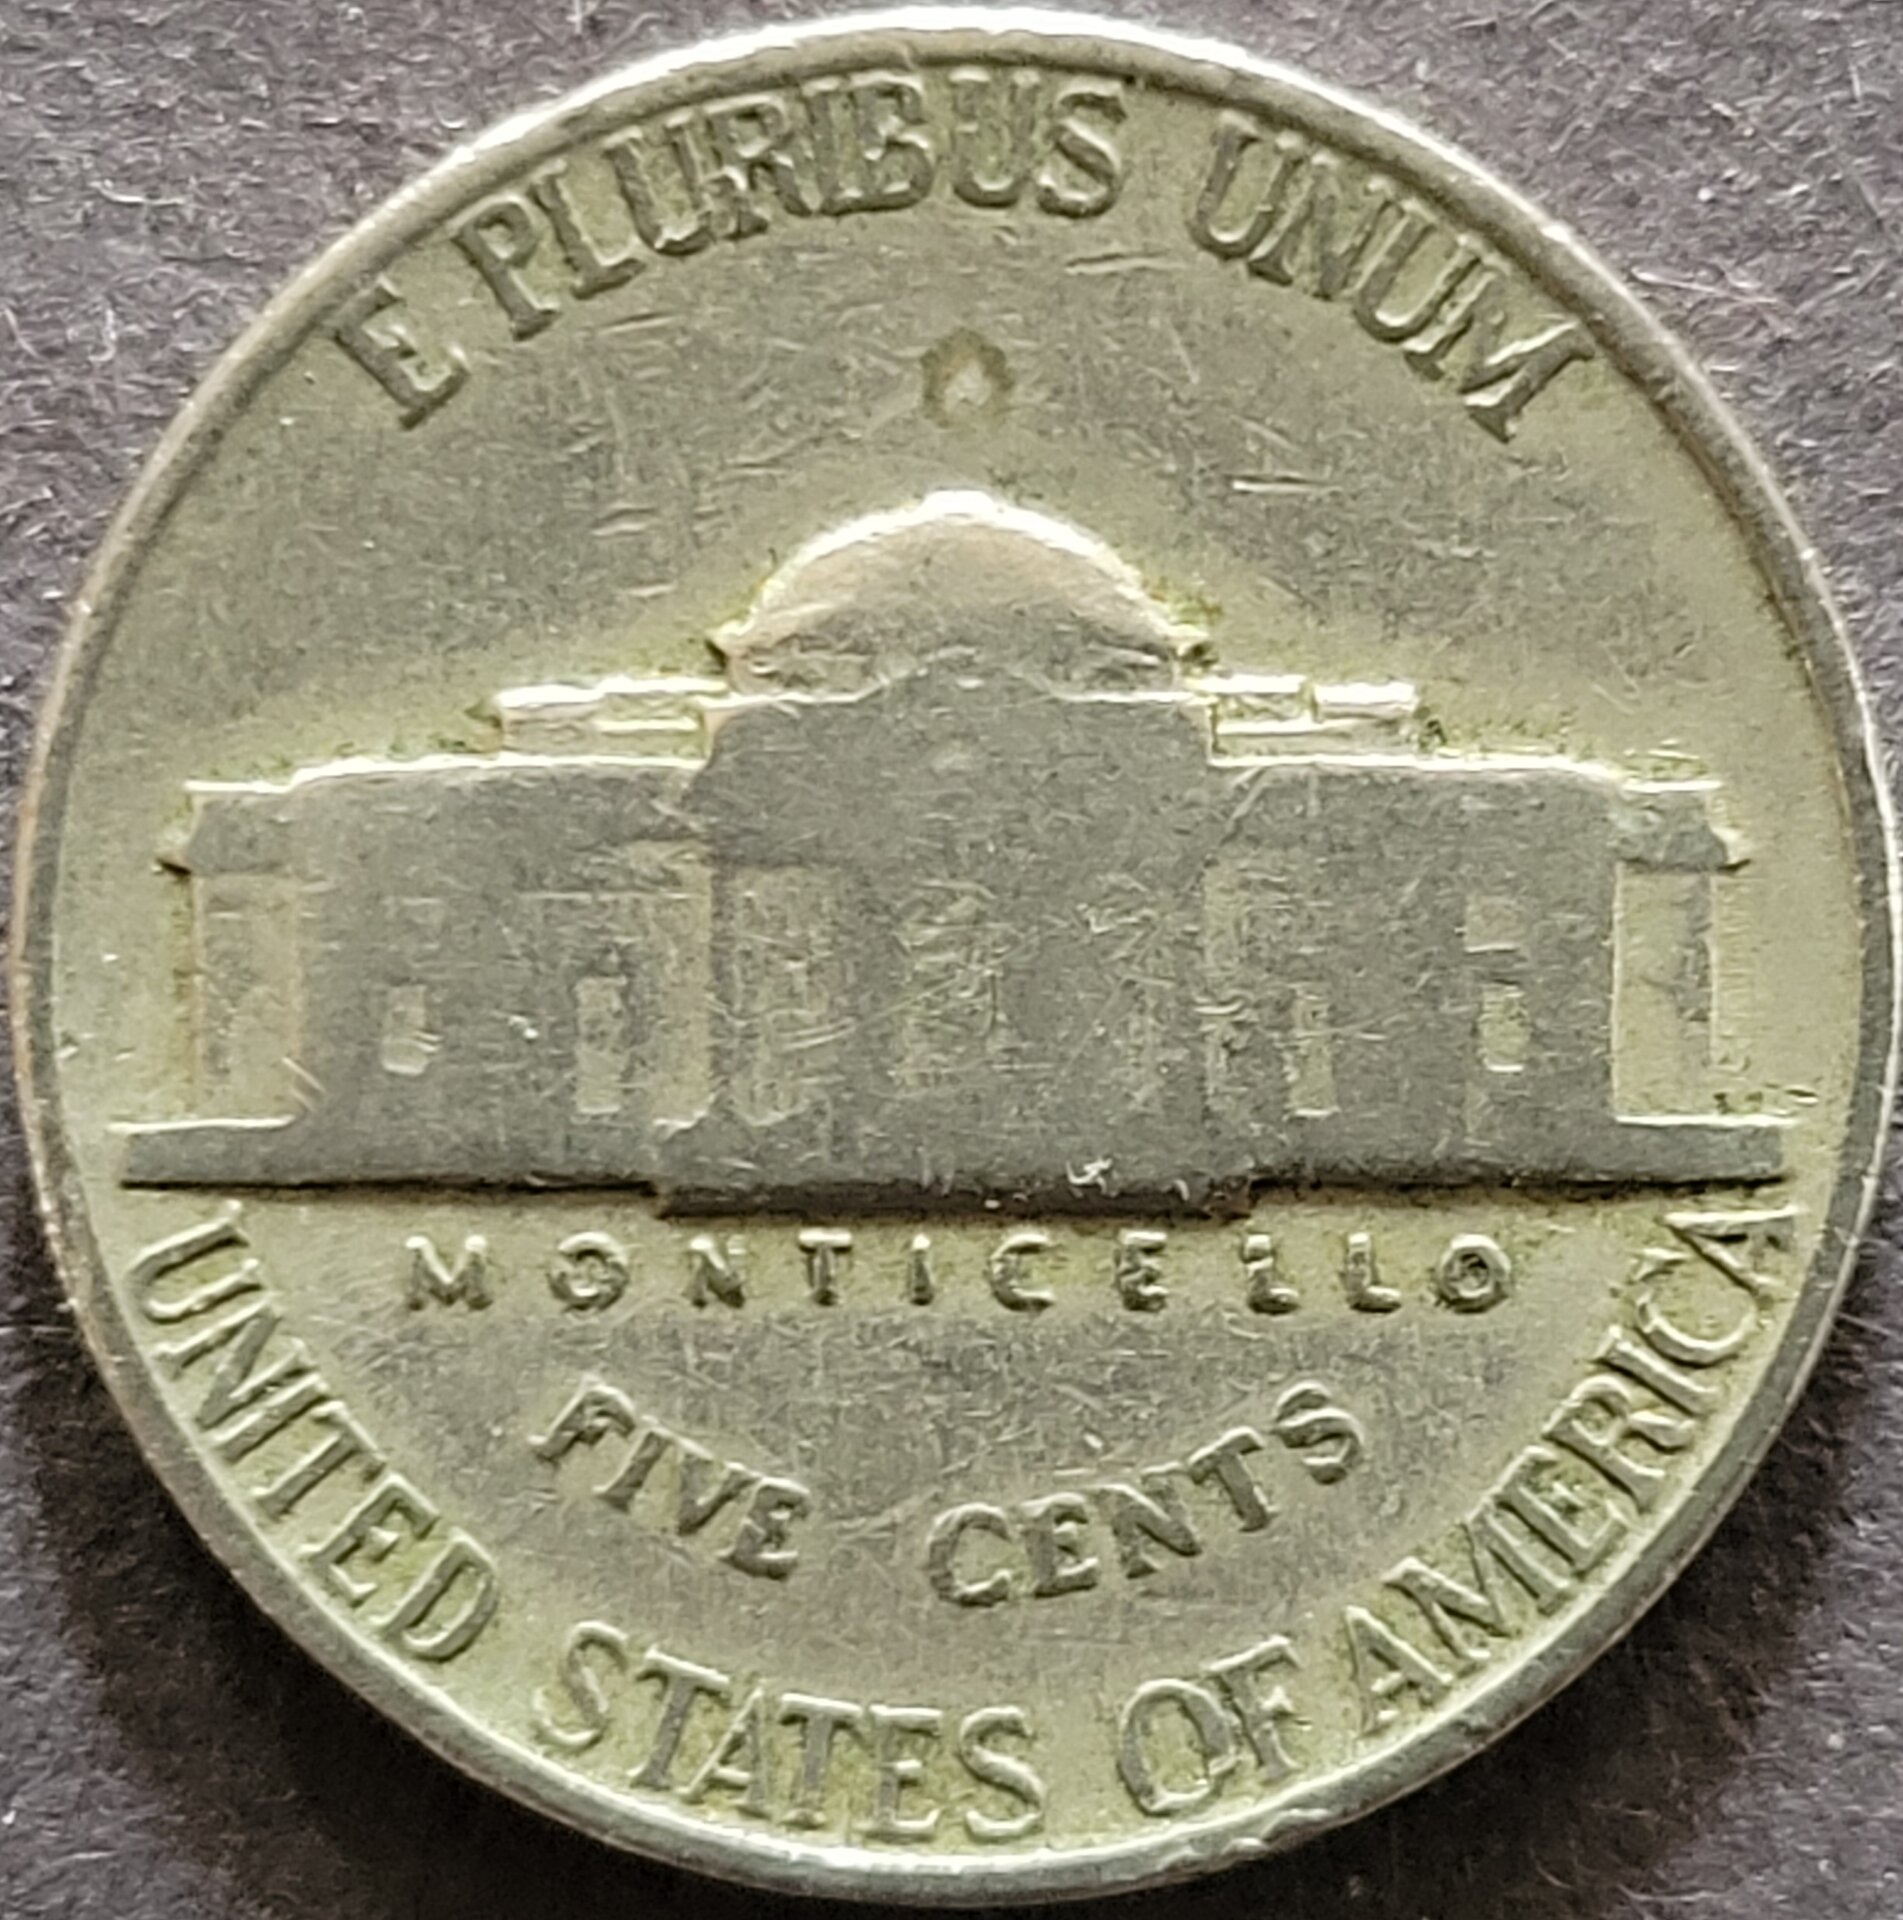 E PLURIBUS UNUM
MONTICELLO
FIVE CENTS
UNITED STATES OF AMERICA